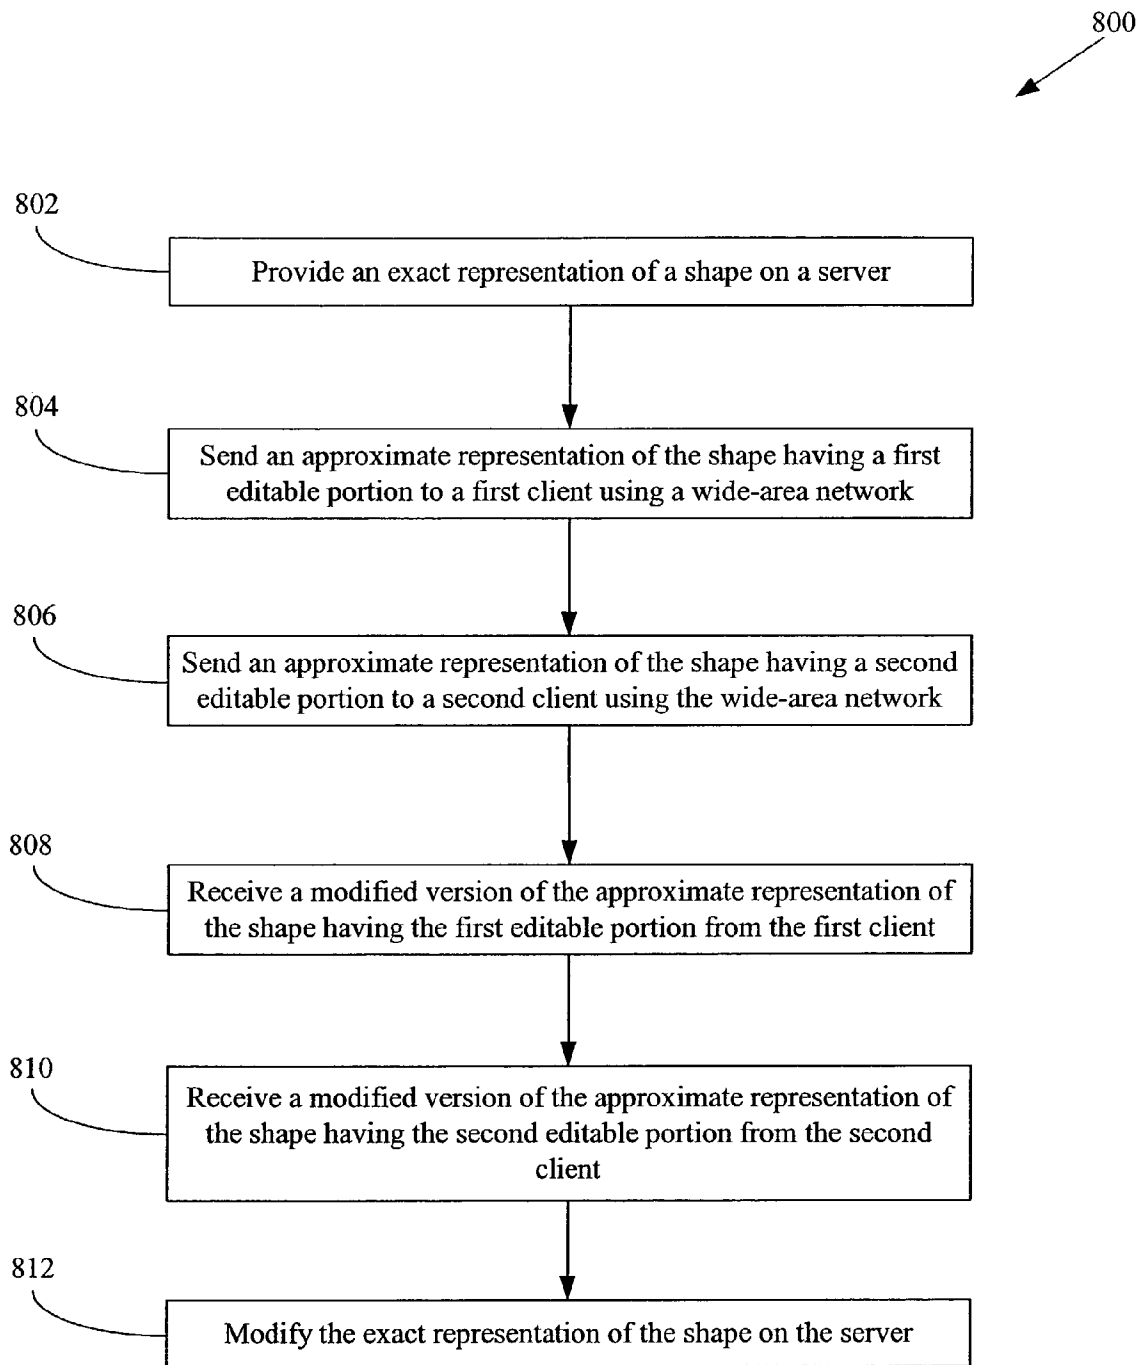 800
802
Provide an exact representation of a shape on a server
804
Send an approximate representation of the shape having a first
editable portion to a first client using a wide-area network
806
Send an approximate representation of the shape having a second
editable portion to a second client using the wide-area network
808
Receive a modified version of the approximate representation of
the shape having the first editable portion from the first client
810
Receive a modified version of the approximate representation of
the shape having the second editable portion from the second
client
812
Modify the exact representation of the shape on the server